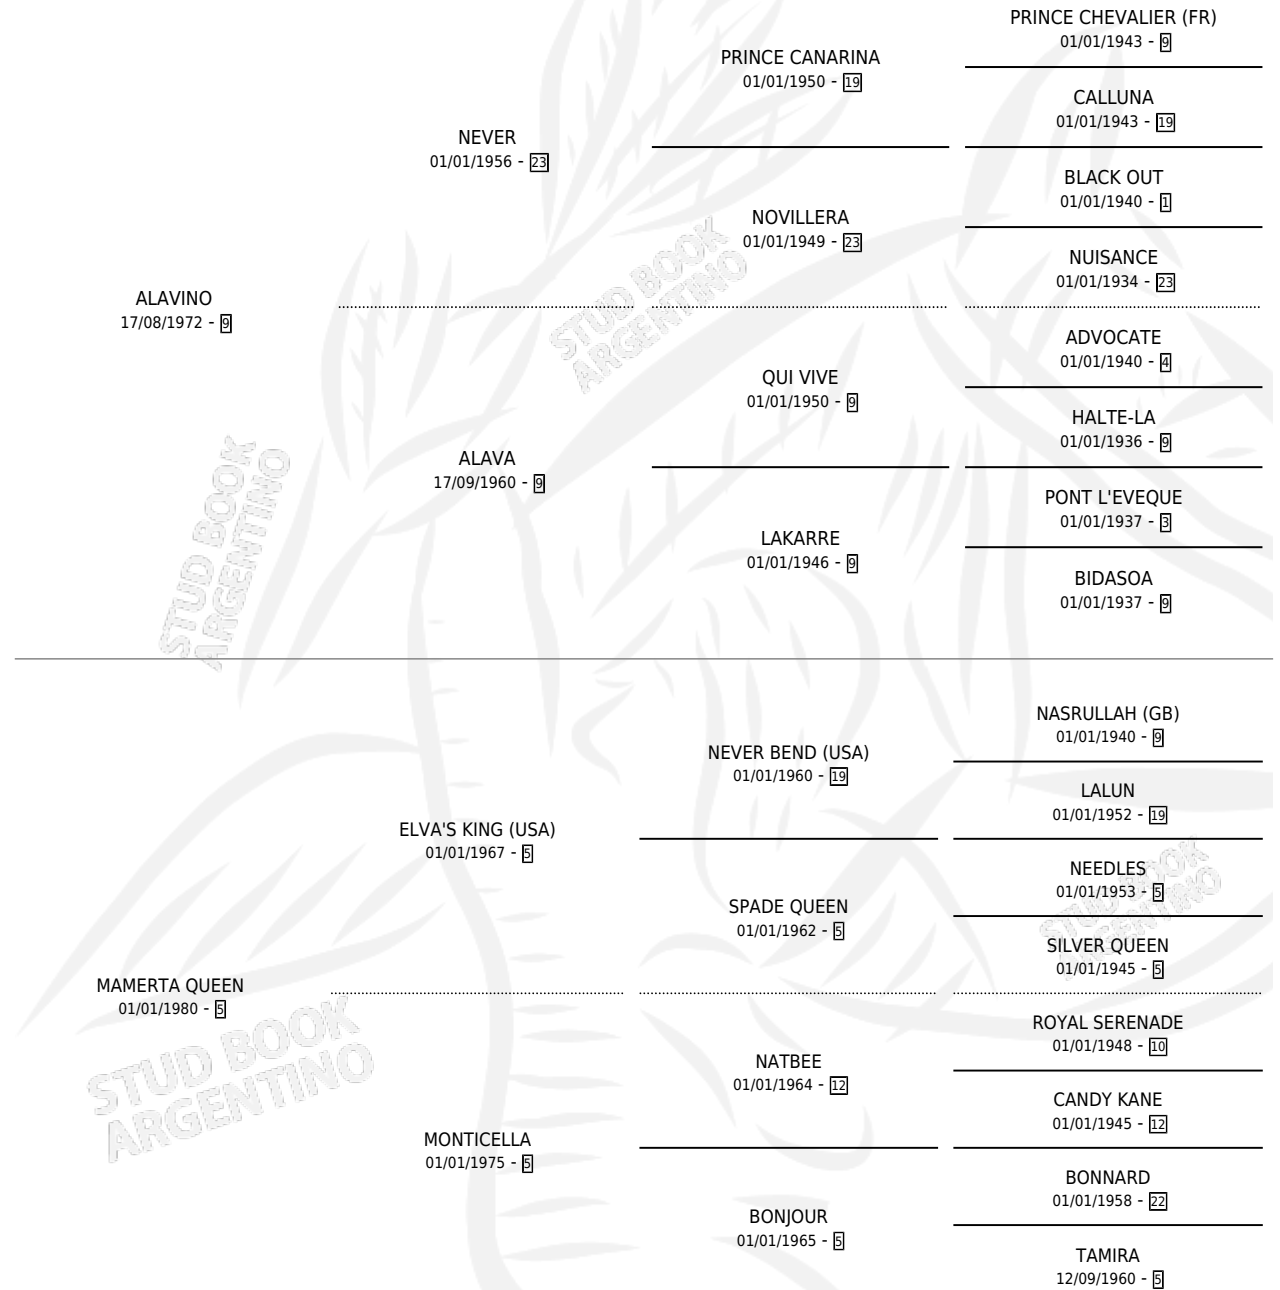 PRINCE CHEVALIER (FR)
01/01/1943 - 9
PRINCE CANARINA
01/01/1950 - 19
CALLUNA
01/01/1943 - 19
NEVER
01/01/1956 - 23
BLACK OUT
01/01/1940 - 1
NOVILLERA
01/01/1949 - 23
NUISANCE
01/01/1934 - 23
ALAVINO
17/08/1972 - 9
ADVOCATE
01/01/1940 - 4
QUI VIVE
01/01/1950 - 9
HALTE-LA
01/01/1936 - 9
ALAVA
17/09/1960 - 9
PONT L'EVEQUE
01/01/1937 - 3
LAKARRE
01/01/1946 - 9
BIDASOA
01/01/1937 - 9
STUD BOOK
ARGENTINO
STUD BOOK
ARGENTINO
NASRULLAH (GB)
01/01/1940 - 9
NEVER BEND (USA)
01/01/1960 - 19
LALUN
01/01/1952 - 19
ELVA'S KING (USA)
01/01/1967 - 5
NEEDLES
01/01/1953 - 5
SPADE QUEEN
01/01/1962 - 5
SILVER QUEEN
01/01/1945 - 5
MAMERTA QUEEN
01/01/1980 - 5
ROYAL SERENADE
01/01/1948 - 10
NATBEE
01/01/1964 - 12
CANDY KANE
01/01/1945 - 12
MONTICELLA
01/01/1975 - 5
BONNARD
01/01/1958 - 22
BONJOUR
01/01/1965 - 5
TAMIRA
12/09/1960 - 5
STUD BOOK
ARGENTINO
STUD BOOK
ARGENTINO